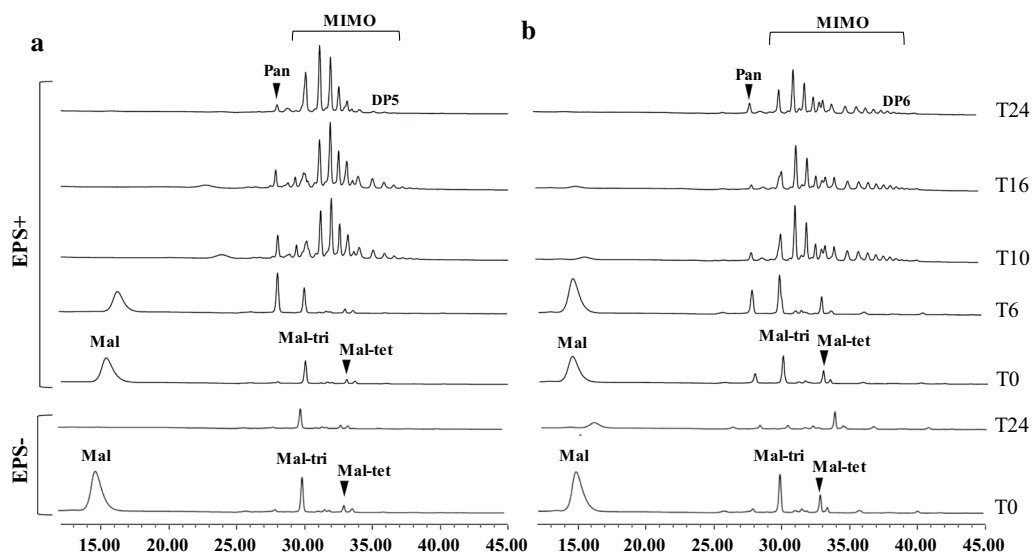 MIMO
MIMO
a
b
Pan
Pan
DP5
DP6
T24
T16
EPS+
T10
T6
Mal
Mal-tri
Mal-tet
Mal
Mal-tri
Mal-tet
T0
T24
EPS-
Mal
Mal-tri
Mal-tet
Mal
Mal-tri
Mal-tet
T0
15.00 20.00 25.00 30.00 35.00 40.00 45.00
15.00 20.00 25.00 30.00 35.00 40.00 45.00